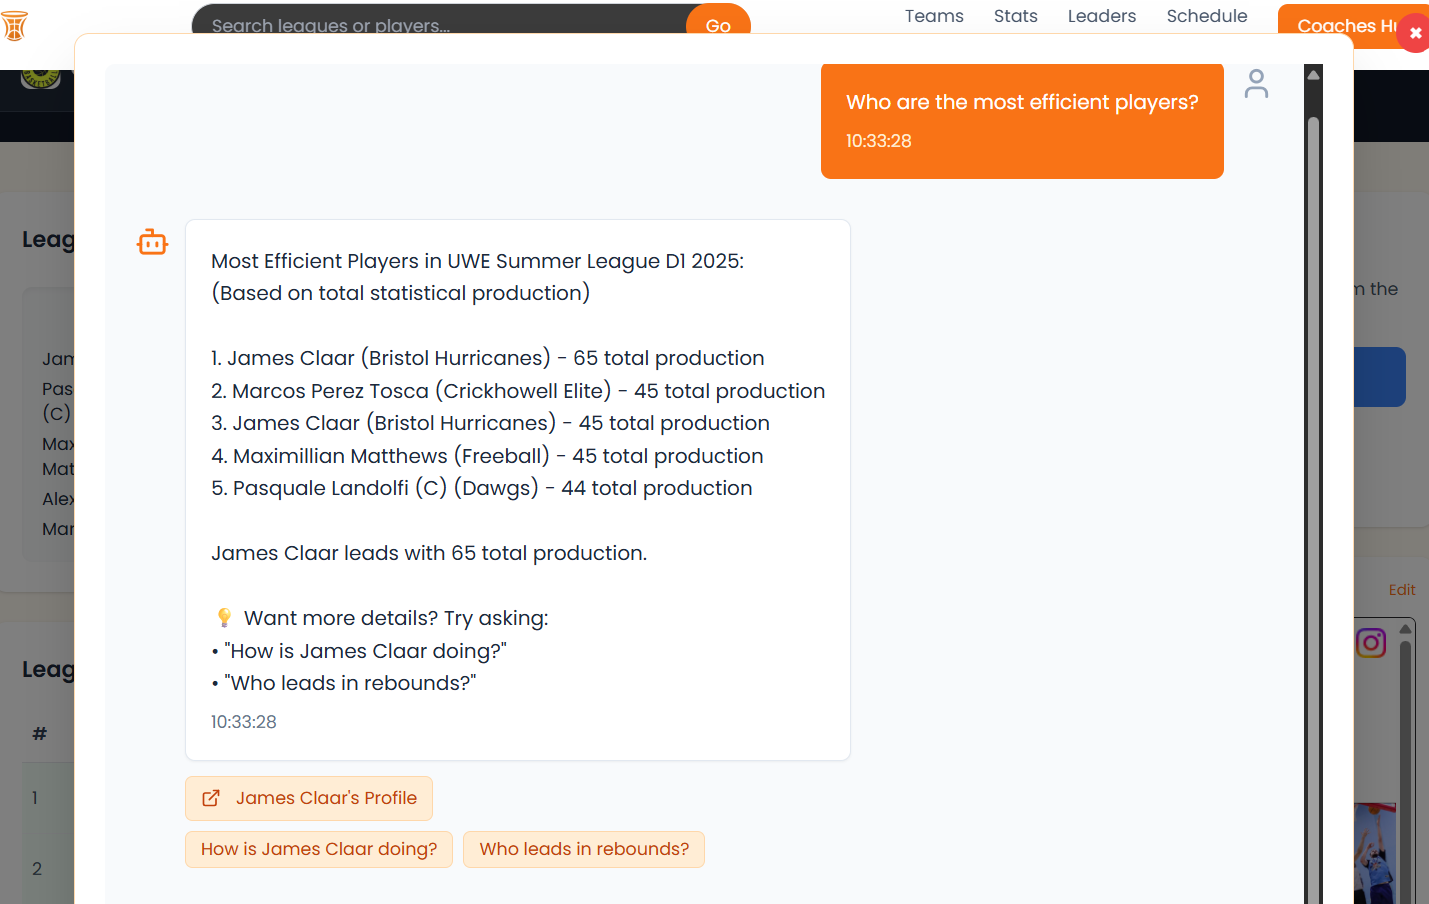 Search leagues or players...
Go
Teams
Stats
Leaders
Schedule
Coaches Hu
Who are the most efficient players?
10:33:28
Most Efficient Players in UWE Summer League D1 2025:
(Based on total statistical production)
1. James Claar (Bristol Hurricanes) - 65 total production
2. Marcos Perez Tosca (Crickhowell Elite) - 45 total production
3. James Claar (Bristol Hurricanes) - 45 total production
4. Maximillian Matthews (Freeball) - 45 total production
5. Pasquale Landolfi (C) (Dawgs) - 44 total production
James Claar leads with 65 total production.
💡 Want more details? Try asking:
• "How is James Claar doing?"
• "Who leads in rebounds?"
10:33:28
James Claar's Profile
How is James Claar doing?
Who leads in rebounds?
Leag
Jam
Pas
(C)
Max
Mat
Alex
Mar
Leag
#
1
2
m the
Edit